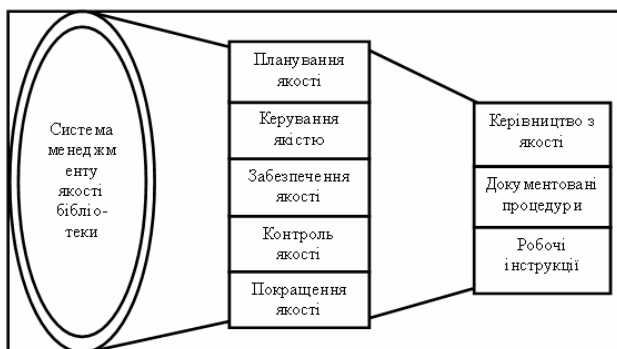 Система
менеджм
енту
якості
бібліо-
теки
Планування
якості
Керування
якістю
Забезпечення
якості
Контроль
якості
Покращення
якості
Керівництво з
якості
Документовані
процедури
Робочі
інструкції